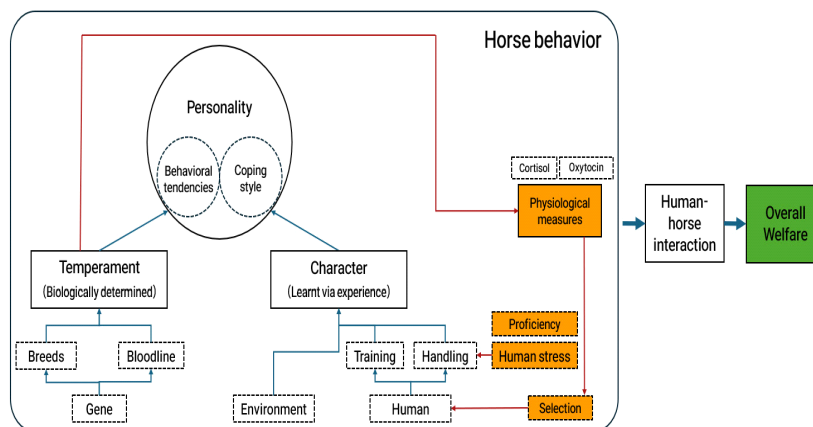 Horse behavior
Personality
Behavioral
tendencies
Coping
style
Cortisol
Oxytocin
Physiological
measures
Human-
horse
interaction
Overall
Welfare
Temperament
(Biologically determined)
Character
(Learnt via experience)
Proficiency
Breeds
Bloodline
Training
Handling
Human stress
Gene
Environment
Human
Selection